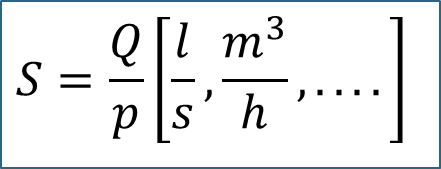 S = Q/p [l/s, m³/h, ....]